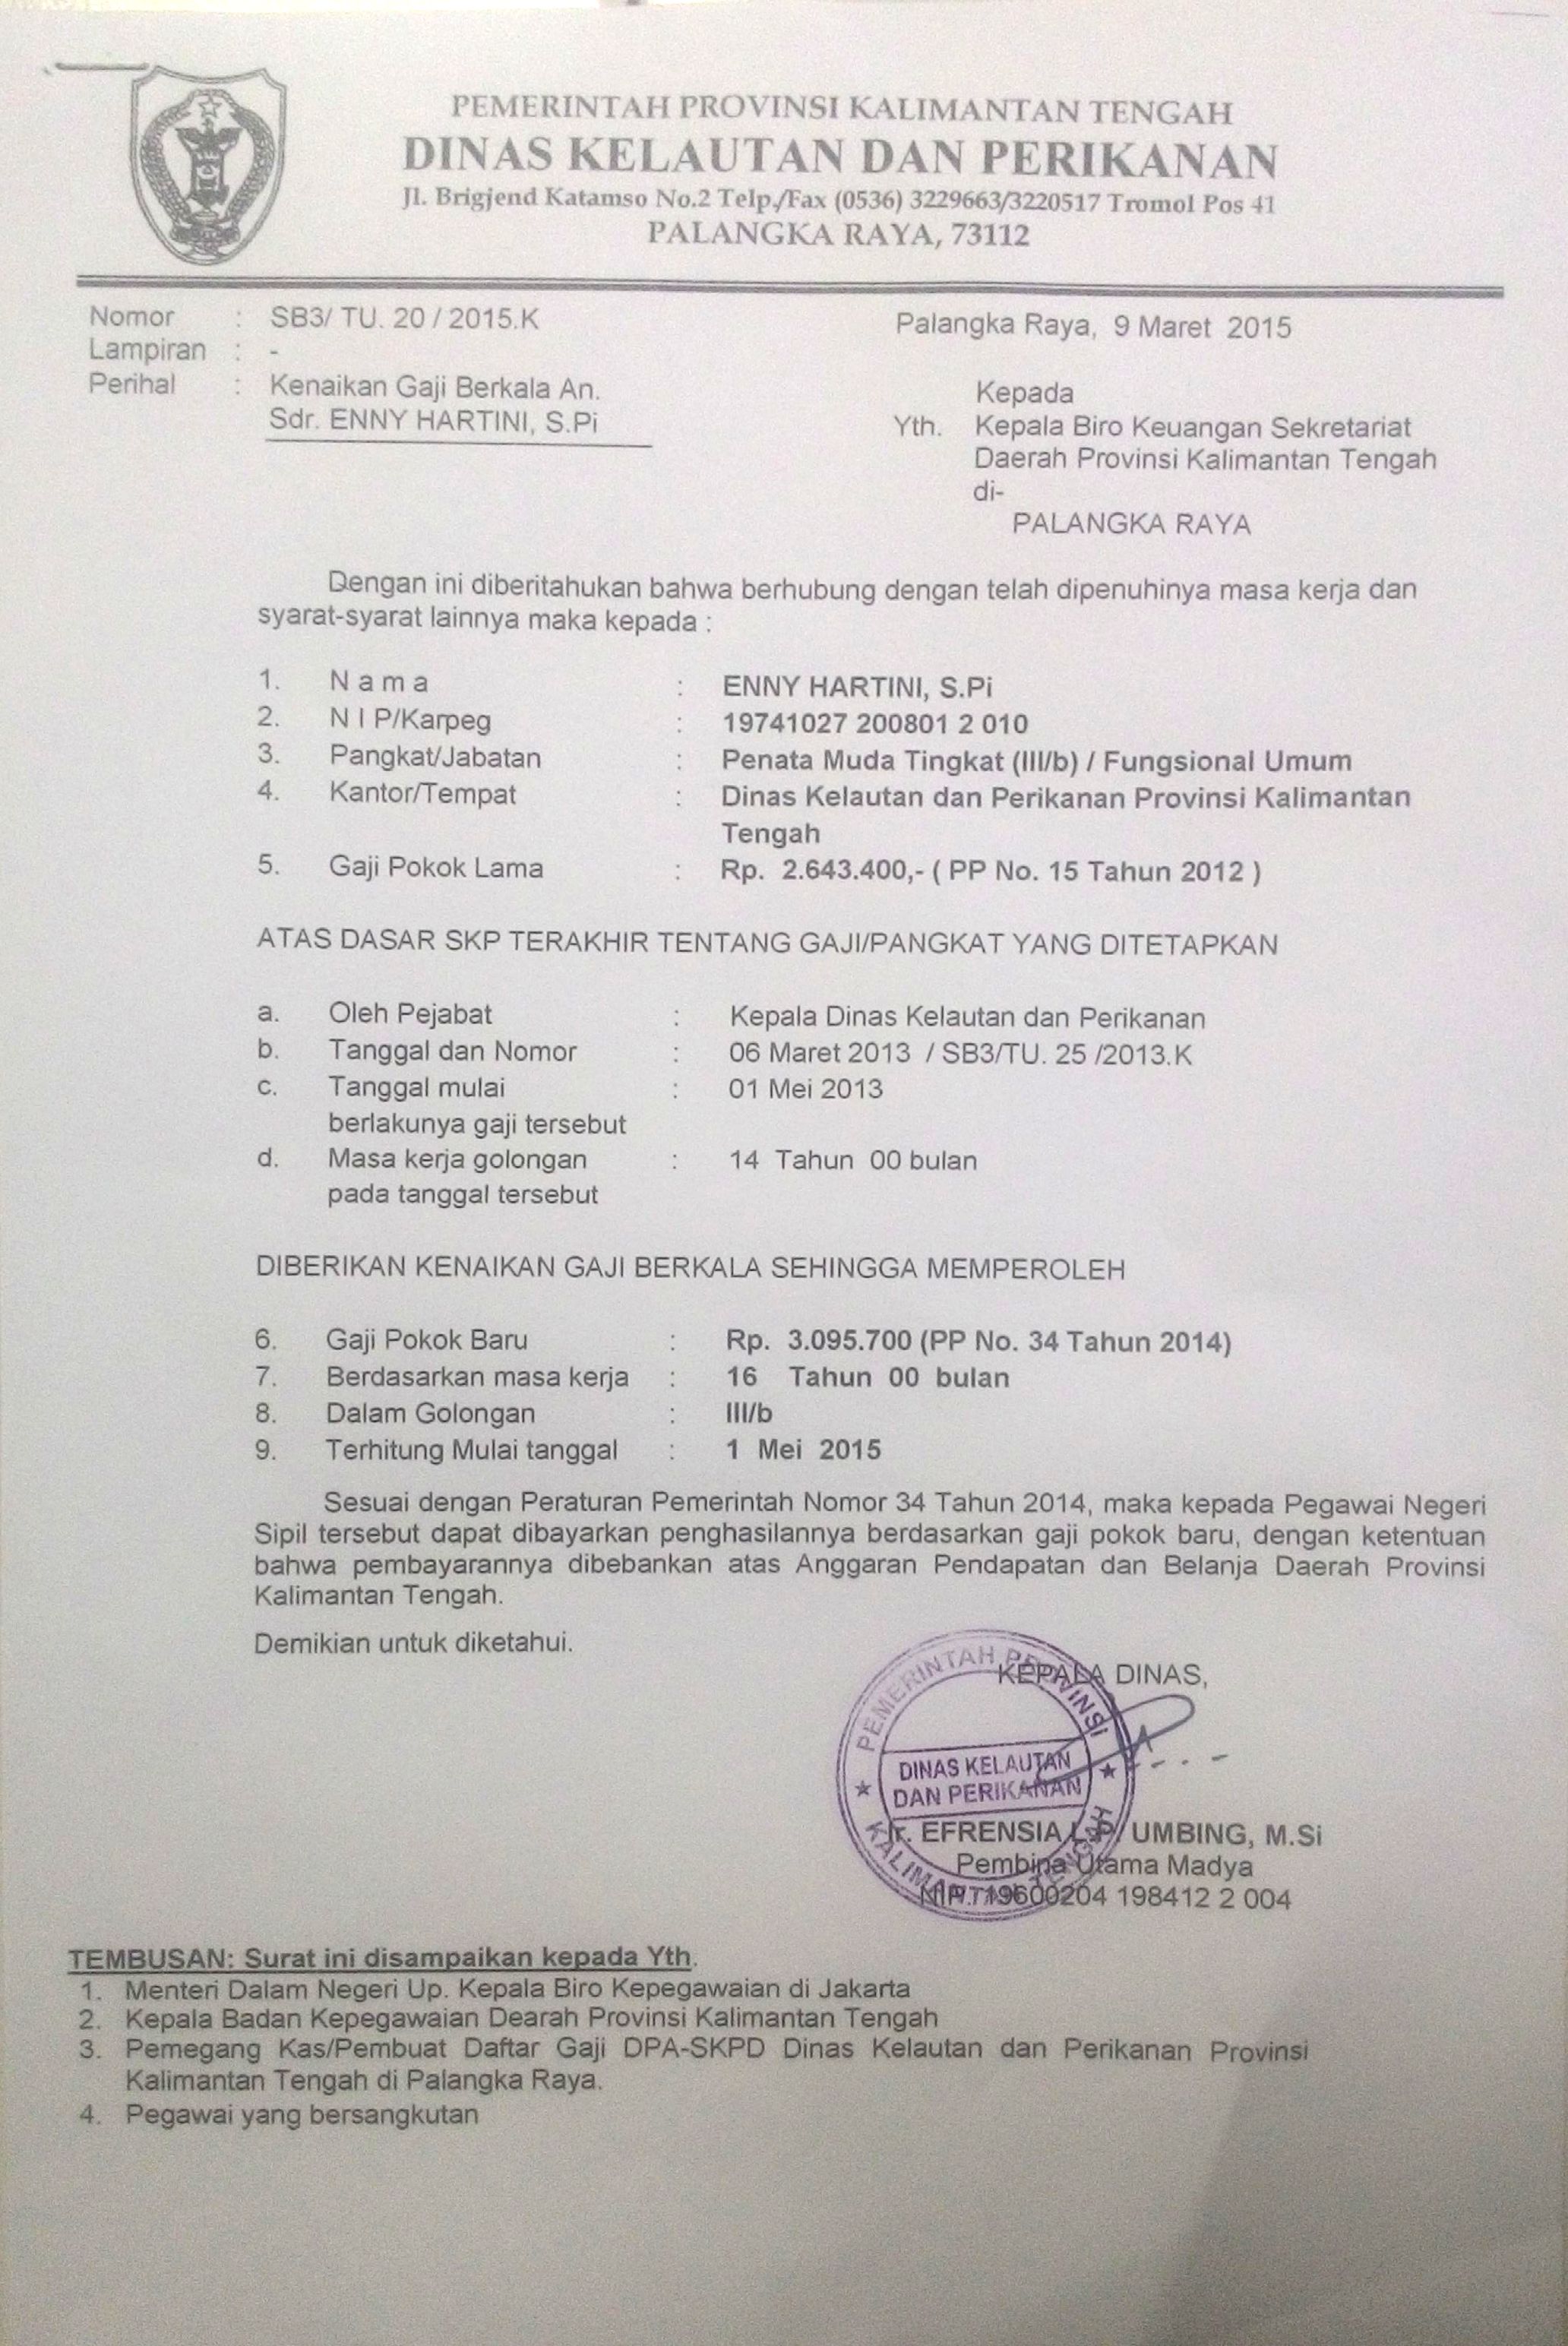 PEMERINTAH PROVINSI KALIMANTAN TENGAH
DINAS KELAUTAN DAN PERIKANAN
Jl. Brigjend Katamso No.2 Telp./Fax (0536) 3229663/3220517 Tromol Pos 41
PALANGKA RAYA, 73112
Nomor : SB3/ TU. 20 / 2015.K
Palangka Raya, 9 Maret 2015
Lampiran : -
Perihal : Kenaikan Gaji Berkala An.
Sdr. ENNY HARTINI, S.Pi
Kepada
Yth. Kepala Biro Keuangan Sekretariat
Daerah Provinsi Kalimantan Tengah
di-
PALANGKA RAYA
Dengan ini diberitahukan bahwa berhubung dengan telah dipenuhinya masa kerja dan
syarat-syarat lainnya maka kepada :
1. N a m a : ENNY HARTINI, S.Pi
2. N I P/Karpeg : 19741027 200801 2 010
3. Pangkat/Jabatan : Penata Muda Tingkat (III/b) / Fungsional Umum
4. Kantor/Tempat : Dinas Kelautan dan Perikanan Provinsi Kalimantan
Tengah
5. Gaji Pokok Lama : Rp. 2.643.400,- ( PP No. 15 Tahun 2012 )
ATAS DASAR SKP TERAKHIR TENTANG GAJI/PANGKAT YANG DITETAPKAN
a. Oleh Pejabat : Kepala Dinas Kelautan dan Perikanan
b. Tanggal dan Nomor : 06 Maret 2013 / SB3/TU. 25 /2013.K
c. Tanggal mulai : 01 Mei 2013
berlakunya gaji tersebut
d. Masa kerja golongan : 14 Tahun 00 bulan
pada tanggal tersebut
DIBERIKAN KENAIKAN GAJI BERKALA SEHINGGA MEMPEROLEH
6. Gaji Pokok Baru : Rp. 3.095.700 (PP No. 34 Tahun 2014)
7. Berdasarkan masa kerja : 16 Tahun 00 bulan
8. Dalam Golongan : III/b
9. Terhitung Mulai tanggal : 1 Mei 2015
Sesuai dengan Peraturan Pemerintah Nomor 34 Tahun 2014, maka kepada Pegawai Negeri
Sipil tersebut dapat dibayarkan penghasilannya berdasarkan gaji pokok baru, dengan ketentuan
bahwa pembayarannya dibebankan atas Anggaran Pendapatan dan Belanja Daerah Provinsi
Kalimantan Tengah.
Demikian untuk diketahui.
KEPALA DINAS,
PEMERINTAH PROVINSI
DINAS KELAUTAN
DAN PERIKANAN
KALIMANTAN TENGAH
Ir. EFRENSIA L.P. UMBING, M.Si
Pembina Utama Madya
NIP. 19600204 198412 2 004
TEMBUSAN: Surat ini disampaikan kepada Yth.
1. Menteri Dalam Negeri Up. Kepala Biro Kepegawaian di Jakarta
2. Kepala Badan Kepegawaian Dearah Provinsi Kalimantan Tengah
3. Pemegang Kas/Pembuat Daftar Gaji DPA-SKPD Dinas Kelautan dan Perikanan Provinsi
Kalimantan Tengah di Palangka Raya.
4. Pegawai yang bersangkutan